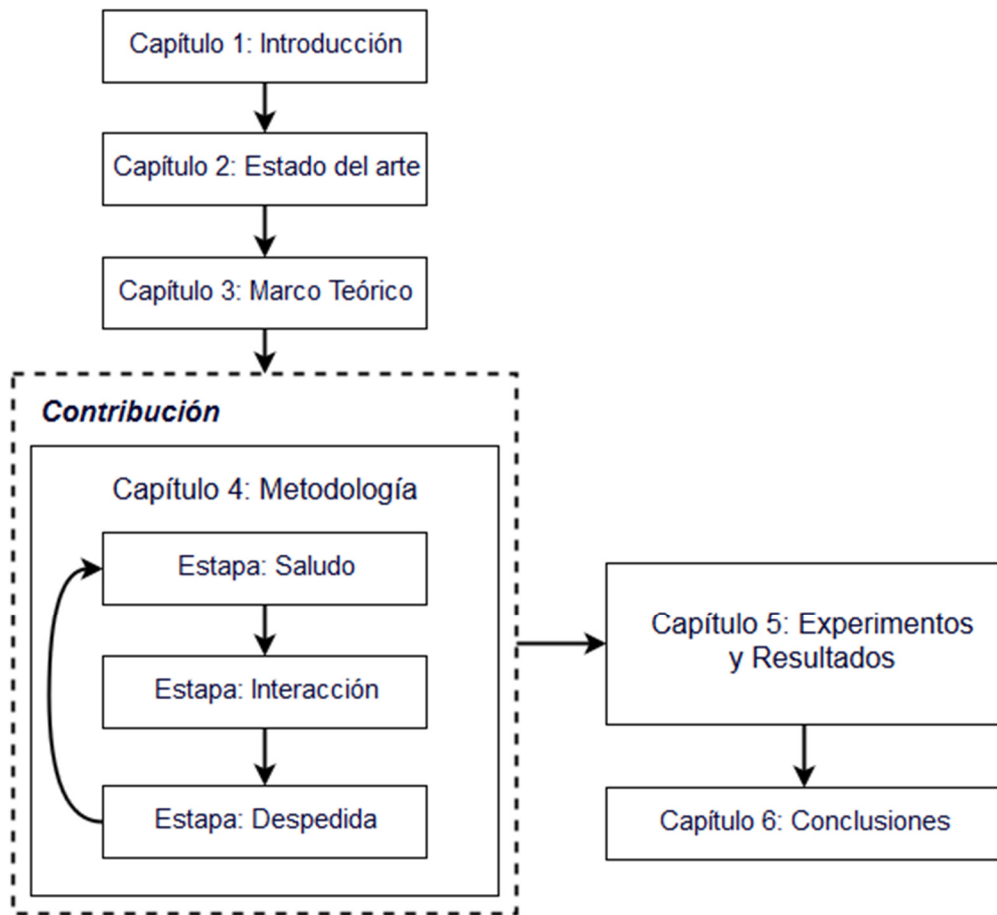 Capítulo 1: Introducción
Capítulo 2: Estado del arte
Capítulo 3: Marco Teórico
Contribución
Capítulo 4: Metodología
Estapa: Saludo
Estapa: Interacción
Estapa: Despedida
Capítulo 5: Experimentos
y Resultados
Capítulo 6: Conclusiones